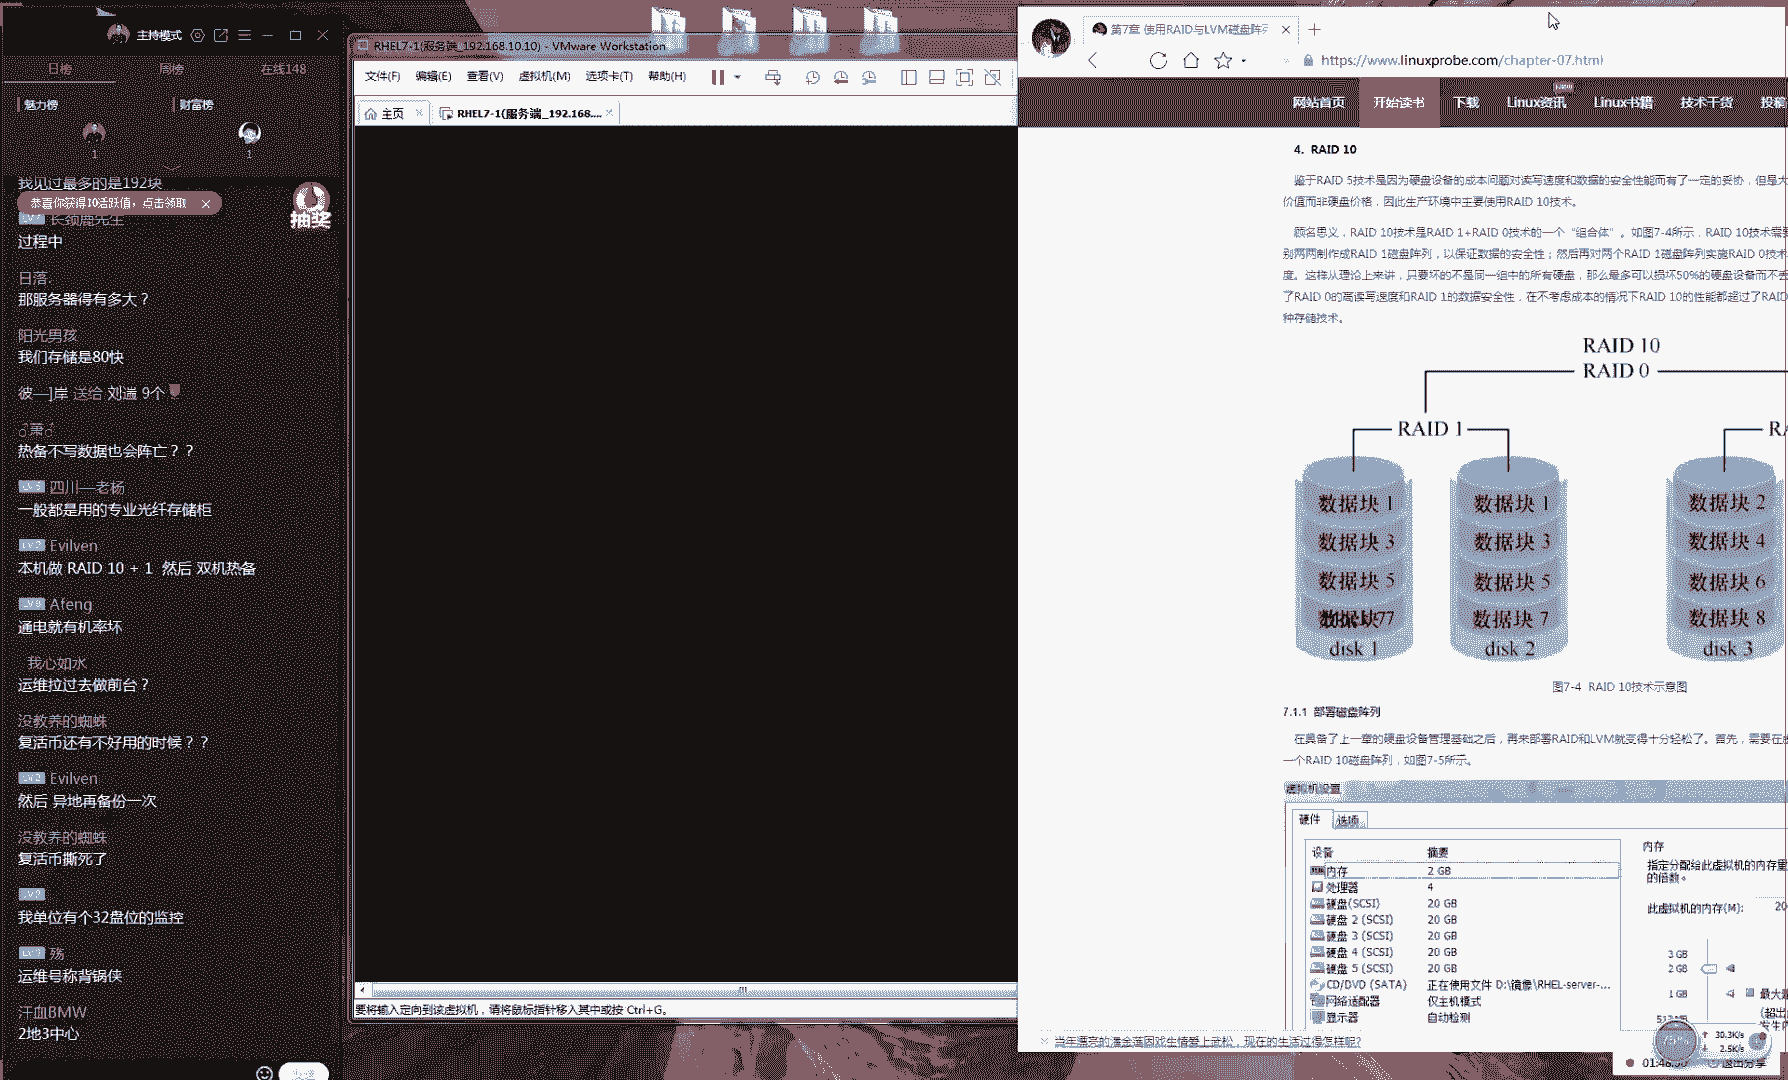 主持模式
日榜 周榜 在线148
魅力榜 财富榜
1 1
我见过最多的是192块
恭喜你获得10活跃值，点击领取
抽奖
长颈鹿先生
过程中
日落.
那服务器得有多大？
阳光男孩
我们存储是80快
彼—]岸 送给 刘遄 9个
热备不写数据也会阵亡？？
四川—老杨
一般都是用的专业光纤存储柜
Evilven
本机做 RAID 10 + 1 然后 双机热备
Afeng
通电就有机率坏
我心如水
运维拉过去做前台？
没教养的蜘蛛
复活币还有不好用的时候？？
Evilven
然后 异地再备份一次
没教养的蜘蛛
复活币撕死了
我单位有个32盘位的监控
殇
运维号称背锅侠
汗血BMW
2地3中心
RHEL7-1(服务端_192.168.10.10) - VMware Workstation
文件(F) 编辑(E) 查看(V) 虚拟机(M) 选项卡(T) 帮助(H)
主页 RHEL7-1(服务端_192.168....
要将输入定向到该虚拟机，请将鼠标指针移入其中或按 Ctrl+G。
第7章 使用RAID与LVM磁盘阵列
https://www.linuxprobe.com/chapter-07.html
网站首页 开始读书 下载 Linux资讯 Linux书籍 技术干货 投稿
4. RAID 10
鉴于RAID 5技术是因为硬盘设备的成本问题对读写速度和数据的安全性能而有了一定的妥协，但是大
价值而非硬盘价格，因此生产环境中主要使用RAID 10技术。
顾名思义，RAID 10技术是RAID 1+RAID 0技术的一个“组合体”。如图7-4所示，RAID 10技术需要
别两两制作成RAID 1磁盘阵列，以保证数据的安全性；然后再对两个RAID 1磁盘阵列实施RAID 0技术
度。这样从理论上来讲，只要坏的不是同一组中的所有硬盘，那么最多可以损坏50%的硬盘设备而不丢
了RAID 0的高读写速度和RAID 1的数据安全性，在不考虑成本的情况下RAID 10的性能都超过了RAID
种存储技术。
RAID 10
RAID 0
RAID 1 RA
数据块 1 数据块 1 数据块 2
数据块 3 数据块 3 数据块 4
数据块 5 数据块 5 数据块 6
数据块 7 数据块 7 数据块 8
disk 1 disk 2 disk 3
图7-4 RAID 10技术示意图
7.1.1 部署磁盘阵列
在具备了上一章的硬盘设备管理基础之后，再来部署RAID和LVM就变得十分轻松了。首先，需要在虚
一个RAID 10磁盘阵列，如图7-5所示。
虚拟机设置
硬件 选项
设备 摘要
内存 2 GB
处理器 4
硬盘(SCSI) 20 GB
硬盘 2 (SCSI) 20 GB
硬盘 3 (SCSI) 20 GB
硬盘 4 (SCSI) 20 GB
硬盘 5 (SCSI) 20 GB
CD/DVD (SATA) 正在使用文件 D:\镜像\RHEL-server-...
网络适配器 仅主机模式
显示器 自动检测
内存
指定分配给此虚拟机的内存量
的倍数。
此虚拟机的内存(M): 20
3 GB
2 GB
1 GB
当年漂亮的潘金莲因戏生情爱上武松，现在的生活过得怎样呢?
75%
30.3K/s
2.5K/s
退出分享